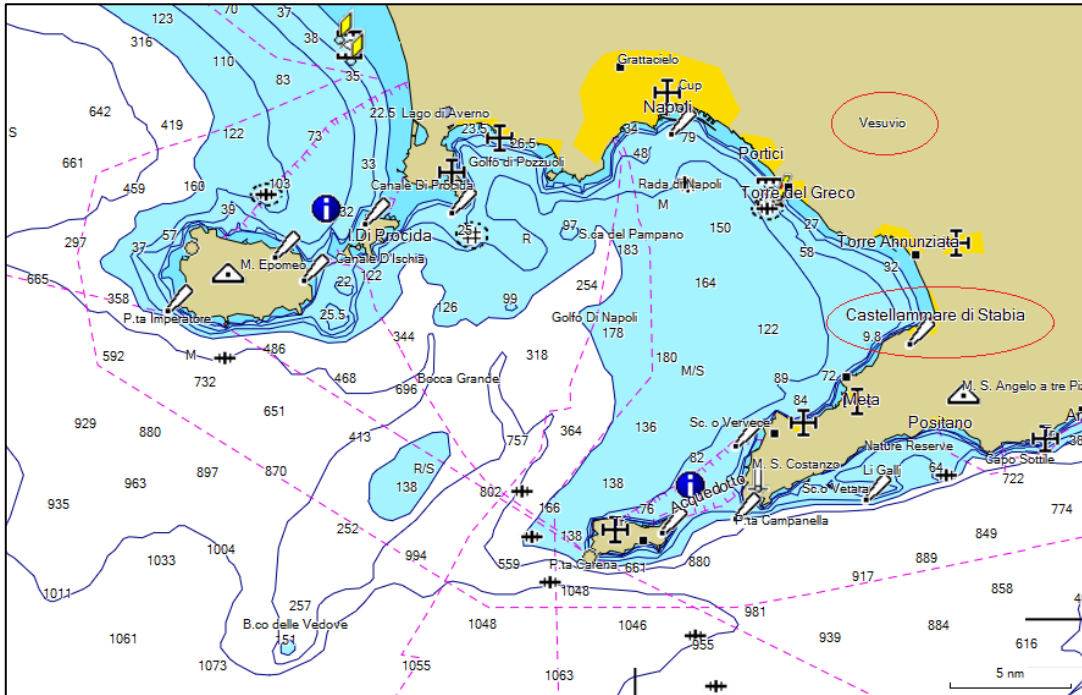 123
70
37
316
38
Grattacielo
110
35
83
Cup
642
Napoli
419
22.5
Lago di Averno
Vesuvio
S
122
73
23.5
34
26.5
79
48
Portici
661
33
Golfo di Pozzuoli
459
160
103
Canale Di Procida
Rada di Napoli
Torre del Greco
39
32
M
27
57
25
97
150
297
37
I.Di Procida
R
S.ca del Pampano
183
58
Torre Annunziata
M. Epomeo
Canale D'Ischia
32
665
122
22
254
164
358
126
99
P.ta Imperatore
25.5
Golfo Di Napoli
Castellammare di Stabia
344
178
122
9.8
592
M
486
318
180
732
468
Bocca Grande
M/S
89
72
696
M. S. Angelo a tre Piz
651
84
Meta
929
880
413
757
364
136
Sc. o Vervece
Positano
Nature Reserve
38
82
Capo Sottile
897
870
R/S
M. S. Costanzo
Li Galli
64
963
138
802
138
Acquedotto
Sc.o Vetara
722
935
166
76
P.ta Campanella
774
252
138
1004
994
849
1033
559
P.ta Carena
661
880
889
1011
917
257
1048
858
B.co delle Vedove
1048
1046
981
884
1061
151
955
939
616
1073
1055
1063
5 nm